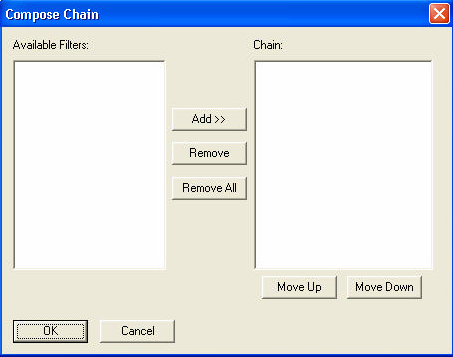 Compose Chain
Available Filters:
Chain:
Add >>
Remove
Remove All
Move Up
Move Down
OK
Cancel